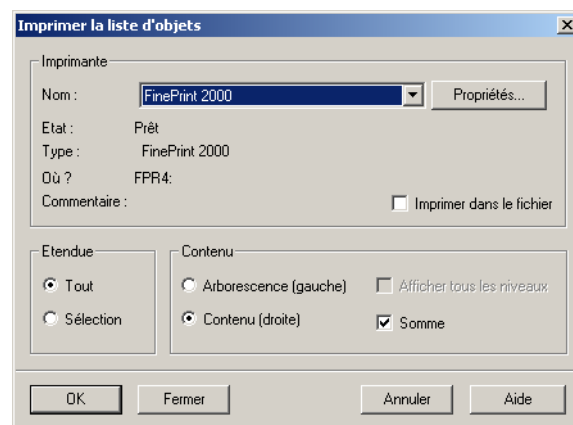 Imprimer la liste d'objets
Imprimante
Nom : FinePrint 2000 Propriétés...
Etat : Prêt
Type : FinePrint 2000
Où ? FPR4:
Commentaire : Imprimer dans le fichier
Etendue
Tout
Sélection
Contenu
Arborescence (gauche) Afficher tous les niveaux
Contenu (droite) Somme
OK Fermer Annuler Aide